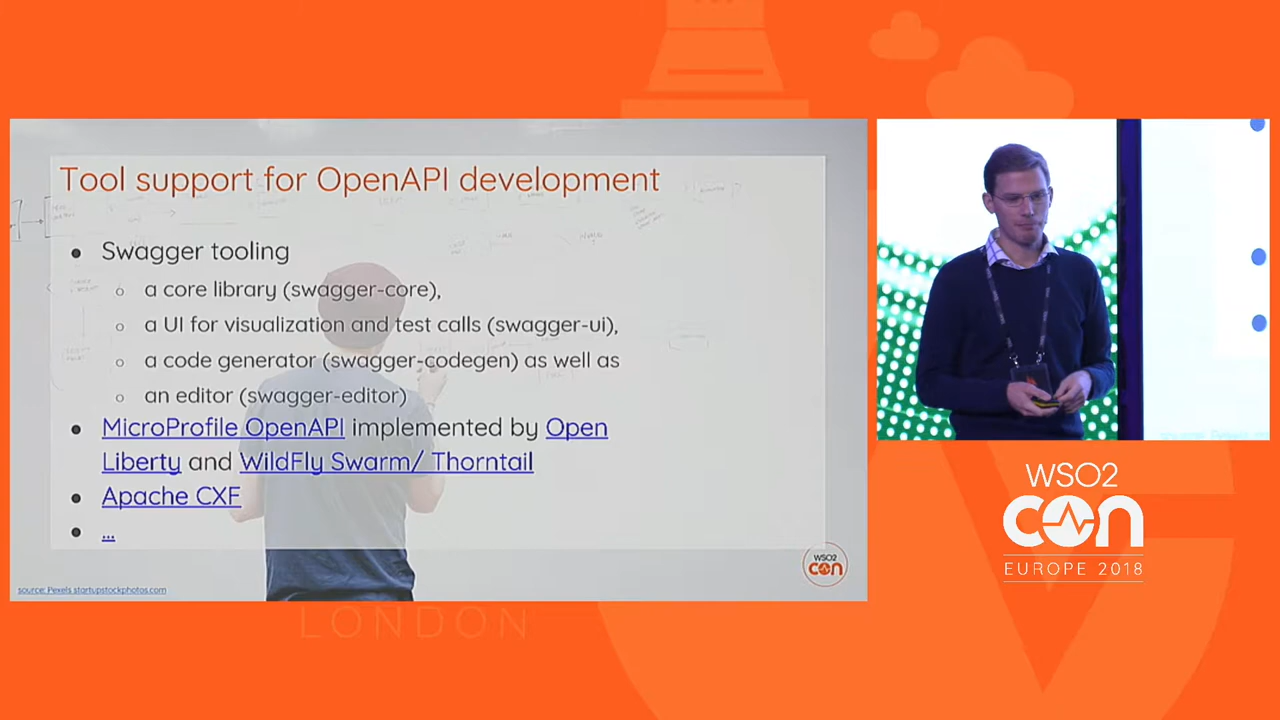 Tool support for OpenAPI development
● Swagger tooling
○ a core library (swagger-core),
○ a UI for visualization and test calls (swagger-ui),
○ a code generator (swagger-codegen) as well as
○ an editor (swagger-editor)
● MicroProfile OpenAPI implemented by Open
Liberty and WildFly Swarm/ Thorntail
● Apache CXF
● ...
source: Pexels startupstockphotos.com
WSO2
CON
WSO2
CON
EUROPE 2018
LONDON